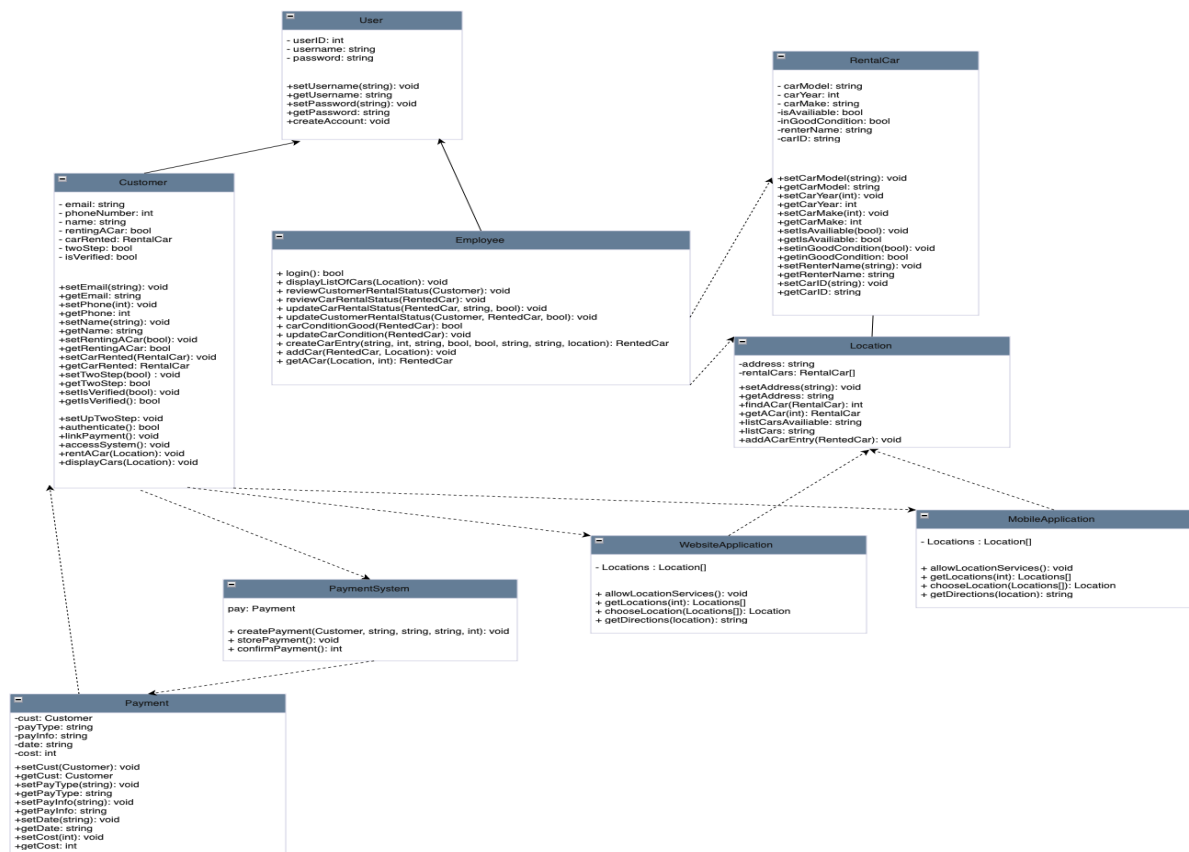 User
- userID: int
- username: string
- password: string
+setUsername(string): void
+getUsername: string
+setPassword(string): void
+getPassword: string
+createAccount: void
RentalCar
- carModel: string
- carYear: int
- carMake: string
-isAvailiable: bool
-inGoodCondition: bool
-renterName: string
-carID: string
+setCarModel(string): void
+getCarModel: string
+setCarYear(int): void
+getCarYear: int
+setCarMake(int): void
+getCarMake: int
+setIsAvailiable(bool): bool
+getIsAvailiable: bool
+setinGoodCondition(bool): void
+getinGoodCondition: bool
+setRenterName(string): void
+getRenterName: string
+setCarID(string): void
+getCarID: string
Customer
- email: string
- phoneNumber: int
- name: string
- rentingACar: bool
- carRented: RentalCar
- twoStep: bool
- isVerified: bool
+setEmail(string): void
+getEmail: string
+setPhone(int): void
+getPhone: int
+setName(string): void
+getName: string
+setRentingACar(bool): void
+getRentingACar: bool
+setCarRented(RentalCar): void
+getCarRented: RentalCar
+setTwoStep(bool) : void
+getTwoStep: bool
+setIsVerified(bool): void
+getIsVerified(): bool
+setUpTwoStep: void
+authenticate(): bool
+linkPayment(): void
+accessSystem(): void
+rentACar(Location): void
+displayCars(Location): void
Employee
+ login(): bool
+ displayListOfCars(Location): void
+ reviewCustomerRentalStatus(Customer): void
+ reviewCarRentalStatus(RentedCar): void
+ updateCarRentalStatus(RentedCar, string, bool): void
+ updateCustomerRentalStatus(Customer, RentedCar, bool): void
+ carConditionGood(RentedCar): bool
+ updateCarCondition(RentedCar): void
+ createCarEntry(string, int, string, bool, bool, string, string, location): RentedCar
+ addCar(RentedCar, Location): void
+ getACar(Location, int): RentedCar
Location
-address: string
-rentalCars: RentalCar[]
+setAddress(string): void
+getAddress: string
+findACar(RentalCar): int
+getACar(int): RentalCar
+listCarsAvailiable: string
+listCars: string
+addACarEntry(RentedCar): void
MobileApplication
- Locations : Location[]
+ allowLocationServices(): void
+ getLocations(int): Locations[]
+ chooseLocation(Locations[]): Location
+ getDirections(location): string
WebsiteApplication
- Locations : Location[]
+ allowLocationServices(): void
+ getLocations(int): Locations[]
+ chooseLocation(Locations[]): Location
+ getDirections(location): string
PaymentSystem
pay: Payment
+ createPayment(Customer, string, string, string, int): void
+ storePayment(): void
+ confirmPayment(): int
Payment
-cust: Customer
-payType: string
-payInfo: string
-date: string
-cost: int
+setCust(Customer): void
+getCust: Customer
+setPayType(string): void
+getPayType: string
+setPayInfo(string): void
+getPayInfo: string
+setDate(string): void
+getDate: string
+setCost(int): void
+getCost: int